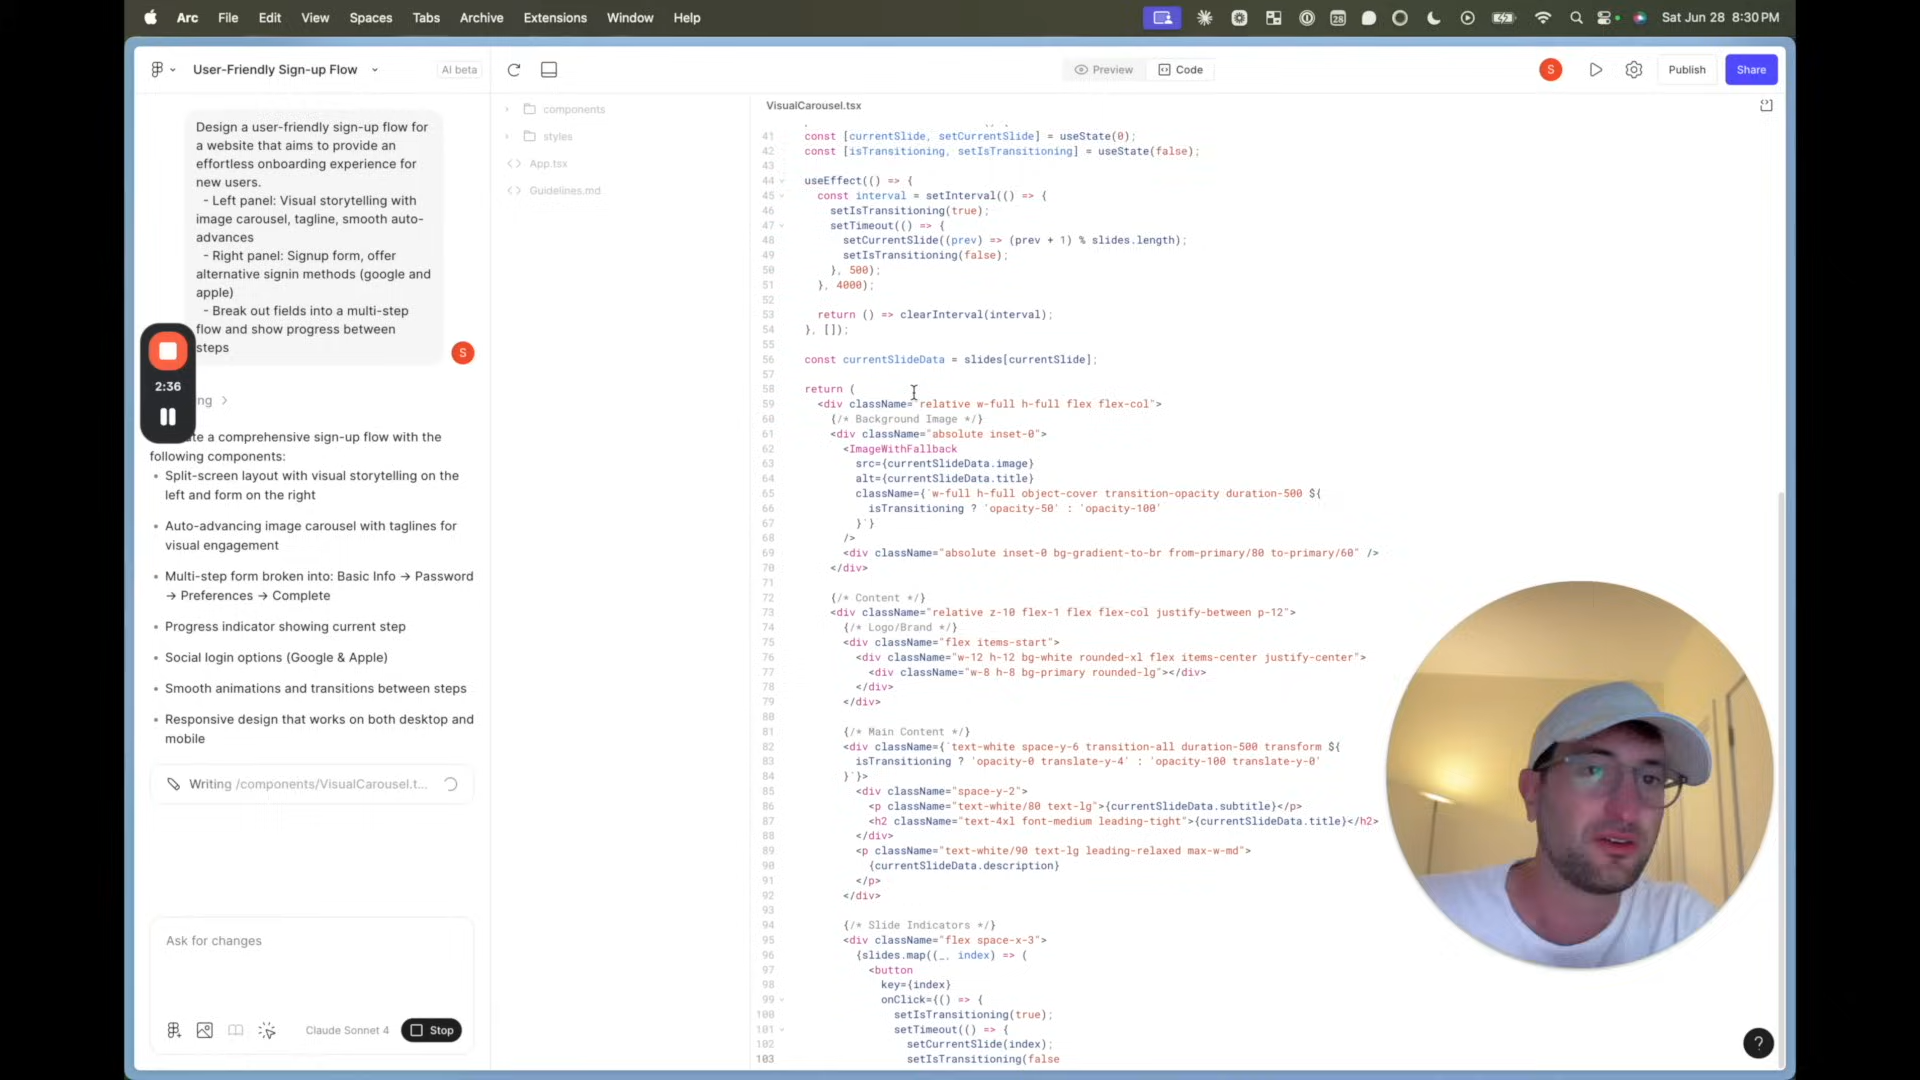 Arc File Edit View Spaces Tabs Archive Extensions Window Help
28
Sat Jun 28 8:30 PM
User-Friendly Sign-up Flow
AI beta
Preview
Code
S
Publish
Share
Design a user-friendly sign-up flow for
a website that aims to provide an
effortless onboarding experience for
new users.
- Left panel: Visual storytelling with
image carousel, tagline, smooth auto-
advances
- Right panel: Signup form, offer
alternative signin methods (google and
apple)
- Break out fields into a multi-step
flow and show progress between
steps
S
2:36
ng
te a comprehensive sign-up flow with the
following components:
• Split-screen layout with visual storytelling on the
left and form on the right
• Auto-advancing image carousel with taglines for
visual engagement
• Multi-step form broken into: Basic Info → Password
→ Preferences → Complete
• Progress indicator showing current step
• Social login options (Google & Apple)
• Smooth animations and transitions between steps
• Responsive design that works on both desktop and
mobile
Writing /components/VisualCarousel.t...
Ask for changes
Claude Sonnet 4
Stop
components
styles
App.tsx
Guidelines.md
VisualCarousel.tsx
41 const [currentSlide, setCurrentSlide] = useState(0);
42 const [isTransitioning, setIsTransitioning] = useState(false);
43
44 useEffect(() => {
45 const interval = setInterval(() => {
46 setIsTransitioning(true);
47 setTimeout(() => {
48 setCurrentSlide((prev) => (prev + 1) % slides.length);
49 setIsTransitioning(false);
50 }, 500);
51 }, 4000);
52
53 return () => clearInterval(interval);
54 }, []);
55
56 const currentSlideData = slides[currentSlide];
57
58 return (
59 <div className="relative w-full h-full flex flex-col">
60 {/* Background Image */}
61 <div className="absolute inset-0">
62 <ImageWithFallback
63 src={currentSlideData.image}
64 alt={currentSlideData.title}
65 className={`w-full h-full object-cover transition-opacity duration-500 ${
66 isTransitioning ? 'opacity-50' : 'opacity-100'
67 }`}
68 />
69 <div className="absolute inset-0 bg-gradient-to-br from-primary/80 to-primary/60" />
70 </div>
71
72 {/* Content */}
73 <div className="relative z-10 flex-1 flex flex-col justify-between p-12">
74 {/* Logo/Brand */}
75 <div className="flex items-start">
76 <div className="w-12 h-12 bg-white rounded-xl flex items-center justify-center">
77 <div className="w-8 h-8 bg-primary rounded-lg"></div>
78 </div>
79 </div>
80
81 {/* Main Content */}
82 <div className={`text-white space-y-6 transition-all duration-500 transform ${
83 isTransitioning ? 'opacity-0 translate-y-4' : 'opacity-100 translate-y-0'
84 }`}>
85 <div className="space-y-2">
86 <p className="text-white/80 text-lg">{currentSlideData.subtitle}</p>
87 <h2 className="text-4xl font-medium leading-tight">{currentSlideData.title}</h2>
88 </div>
89 <p className="text-white/90 text-lg leading-relaxed max-w-md">
90 {currentSlideData.description}
91 </p>
92 </div>
93
94 {/* Slide Indicators */}
95 <div className="flex space-x-3">
96 {slides.map((_, index) => (
97 <button
98 key={index}
99 onClick={() => {
100 setIsTransitioning(true);
101 setTimeout(() => {
102 setCurrentSlide(index);
103 setIsTransitioning(false
?